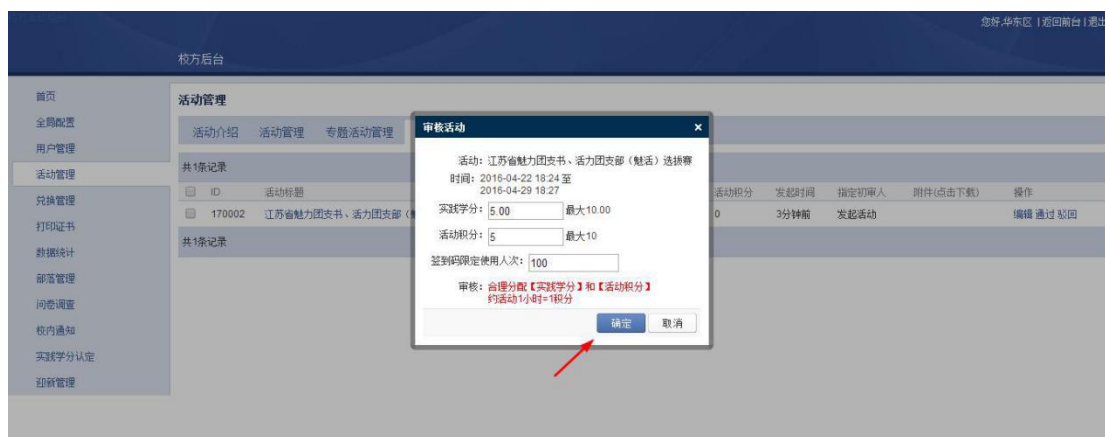 您好,华东区 | 返回前台 | 退出
校方后台
首页
全局配置
用户管理
活动管理
兑换管理
打印证书
数据统计
部落管理
问卷调查
校内通知
实践学分认定
迎新管理
活动管理
活动介绍 活动管理 专题活动管理
共1条记录
ID 活动标题 活动积分 发起时间 指定初审人 附件(点击下载) 操作
170002 江苏省魅力团支书、活力团支部（ 0 3分钟前 发起活动 编辑 通过 驳回
共1条记录
审核活动 ×
活动：江苏省魅力团支书、活力团支部（魅活）选拔赛
时间：2016-04-22 18:24 至
2016-04-29 18:27
实践学分：5.00 最大10.00
活动积分：5 最大10
签到码限定使用人次：100
审核：合理分配【实践学分】和【活动积分】
约活动1小时=1积分
确定 取消